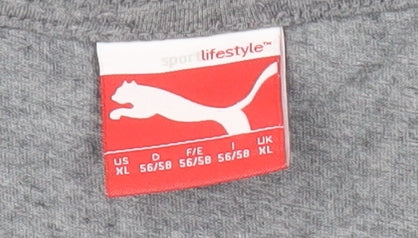 sportlifestyle™
US D F/E I UK
XL 56/58 56/58 56/58 XL